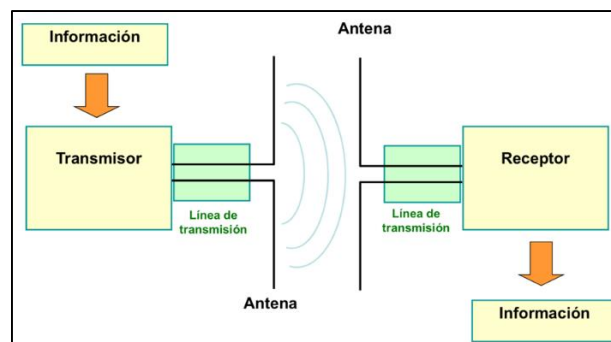 Información
Antena
Transmisor
Receptor
Línea de
transmisión
Línea de
transmisión
Antena
Información